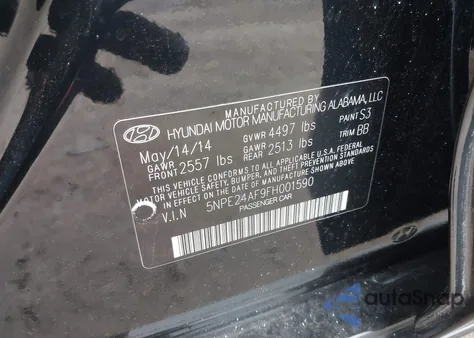 MANUFACTURED BY
HYUNDAI MOTOR MANUFACTURING ALABAMA, LLC
May/14/14 GVWR 4497 lbs PAINT S3
GAWR FRONT 2557 lbs GAWR REAR 2513 lbs TRIM BB
THIS VEHICLE CONFORMS TO ALL APPLICABLE U.S.A. FEDERAL
MOTOR VEHICLE SAFETY, BUMPER, AND THEFT PREVENTION
STANDARDS IN EFFECT ON THE DATE OF MANUFACTURE
V.I.N 5NPE24AF9FH001590
PASSENGER CAR
autoSnap